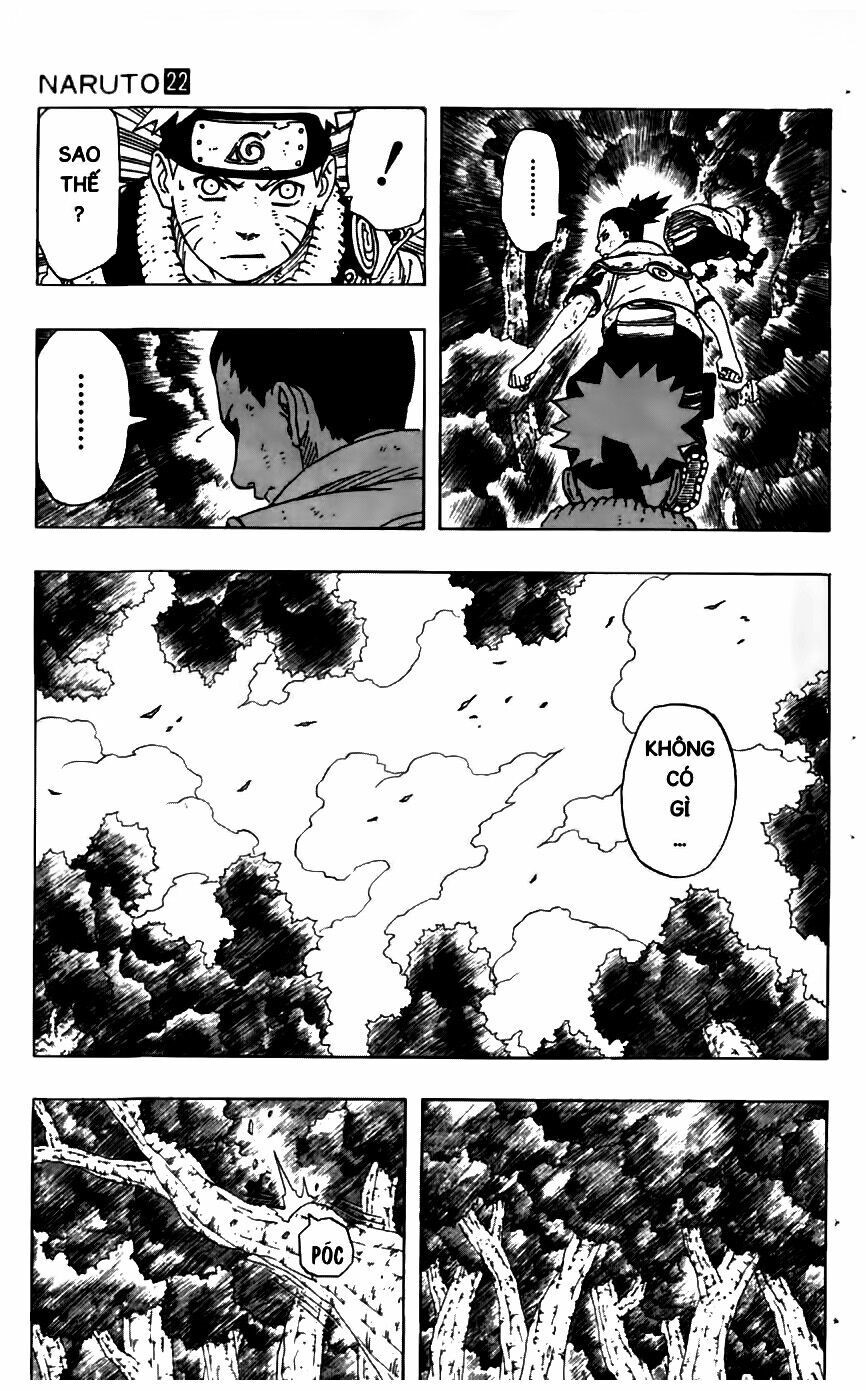 NARUTO 22
SAO
THẾ
?
!
.........
.........
KHÔNG
CÓ
GÌ
...
PÓC